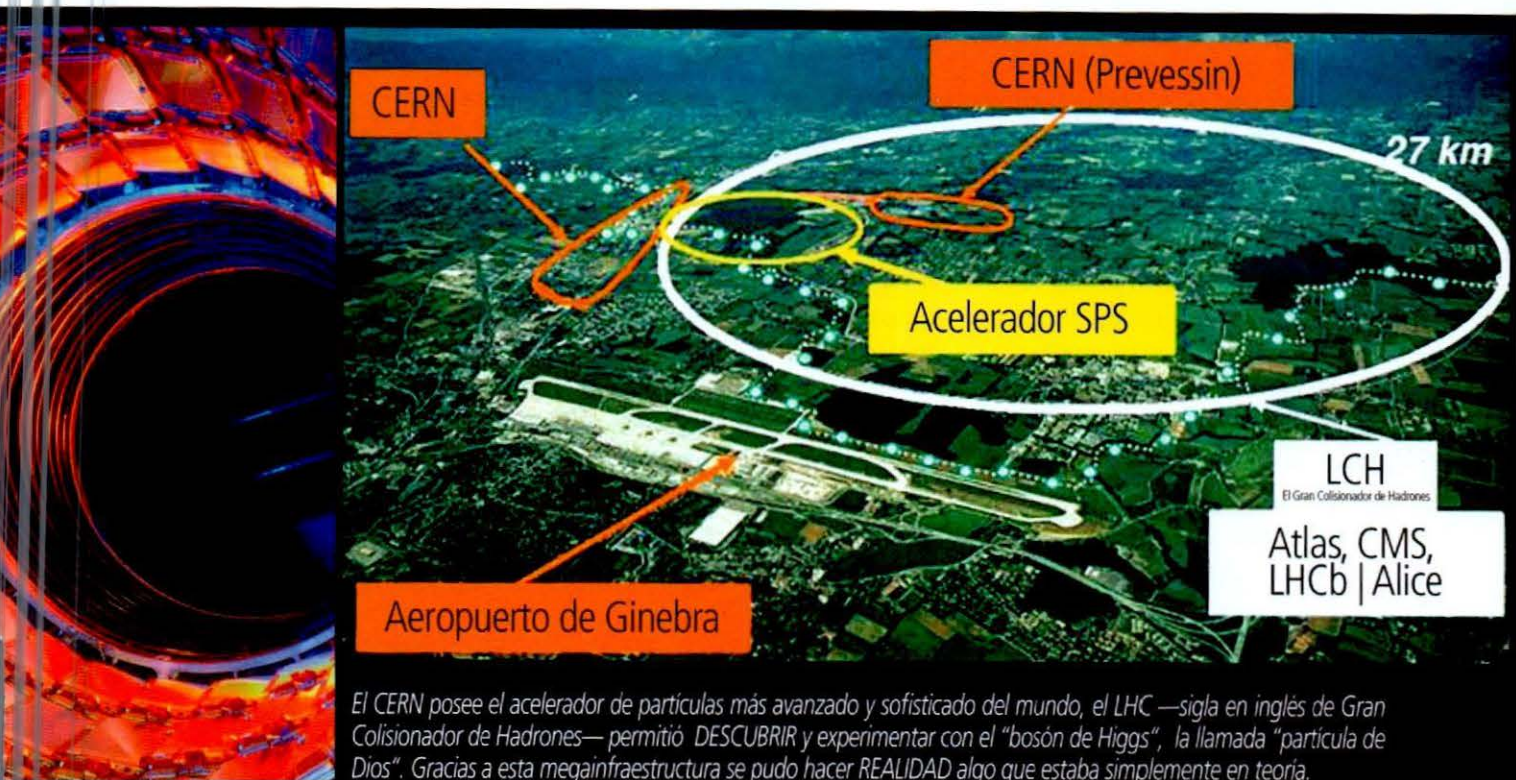 CERN
CERN (Prevessin)
27 km
Acelerador SPS
LCH
El Gran Colisionador de Hadrones
Atlas, CMS,
LHCb | Alice
Aeropuerto de Ginebra
El CERN posee el acelerador de partículas más avanzado y sofisticado del mundo, el LHC —sigla en inglés de Gran
Colisionador de Hadrones— permitió DESCUBRIR y experimentar con el "bosón de Higgs", la llamada "partícula de
Dios". Gracias a esta megainfraestructura se pudo hacer REALIDAD algo que estaba simplemente en teoría.